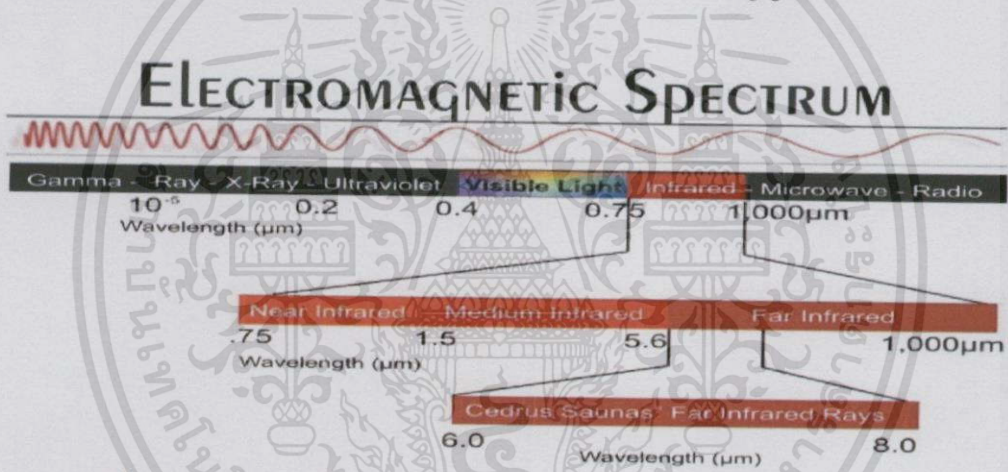 ELECTROMAGNETIC SPECTRUM
Gamma - Ray X-Ray - Ultraviolet Visible Light Infrared - Microwave - Radio
10⁻⁵ 0.2 0.4 0.75 1,000µm
Wavelength (µm)
Near Infrared - Medium Infrared Far Infrared
.75 1.5 5.6 1,000µm
Wavelength (µm)
Cedrus Saunas' Far Infrared Rays
6.0 8.0
Wavelength (µm)